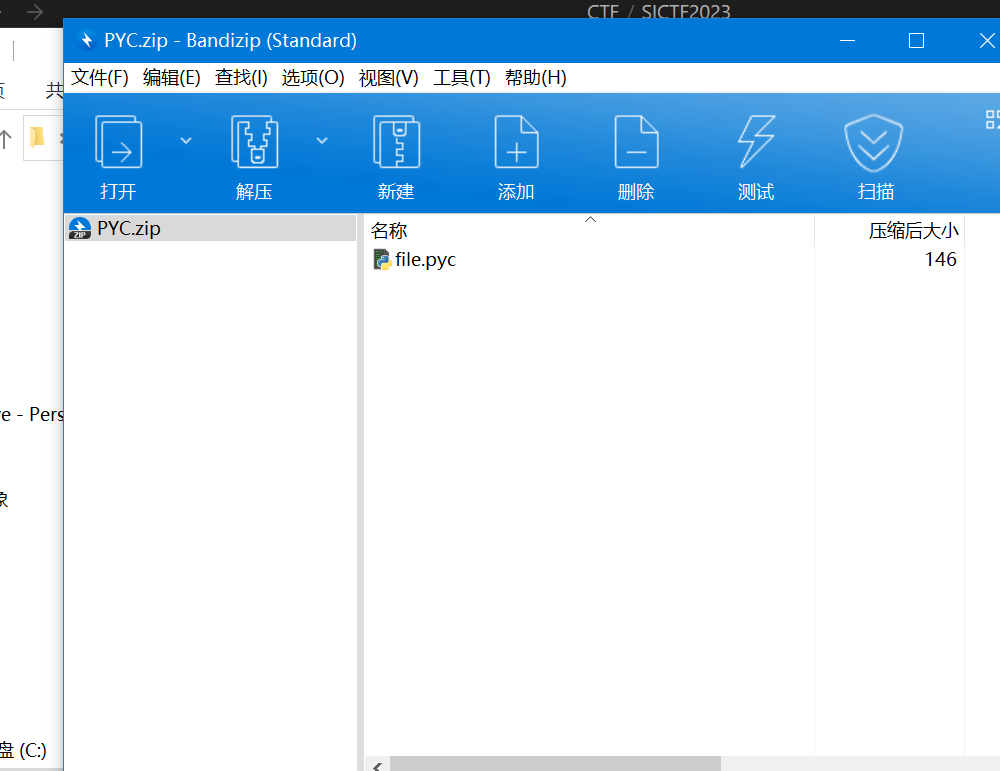 CTF / SICTF2023
PYC.zip - Bandizip (Standard)
文件(F) 编辑(E) 查找(I) 选项(O) 视图(V) 工具(T) 帮助(H)
共
打开 解压 新建 添加 删除 测试 扫描
PYC.zip
名称 压缩后大小
file.pyc 146
e - Pers
象
盘 (C:)